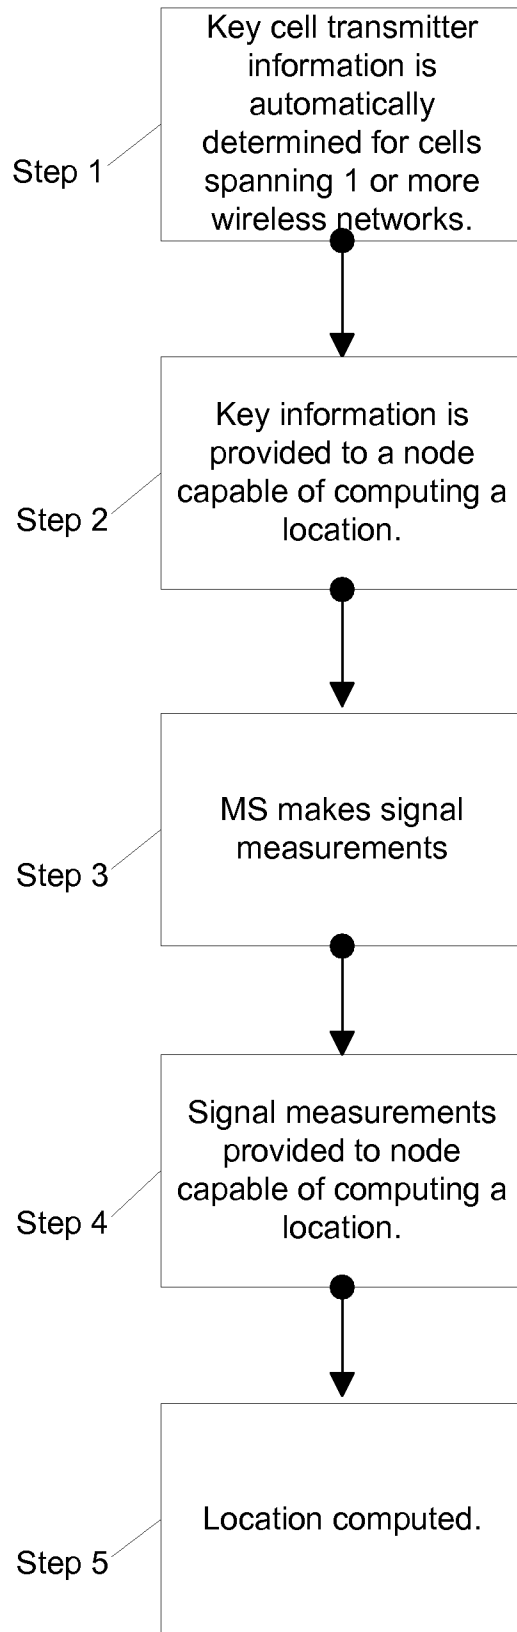 Key cell transmitter
information is
automatically
determined for cells
spanning 1 or more
wireless networks.
Step 1
Key information is
provided to a node
capable of computing a
location.
Step 2
MS makes signal
measurements
Step 3
Signal measurements
provided to node
capable of computing a
location.
Step 4
Location computed.
Step 5